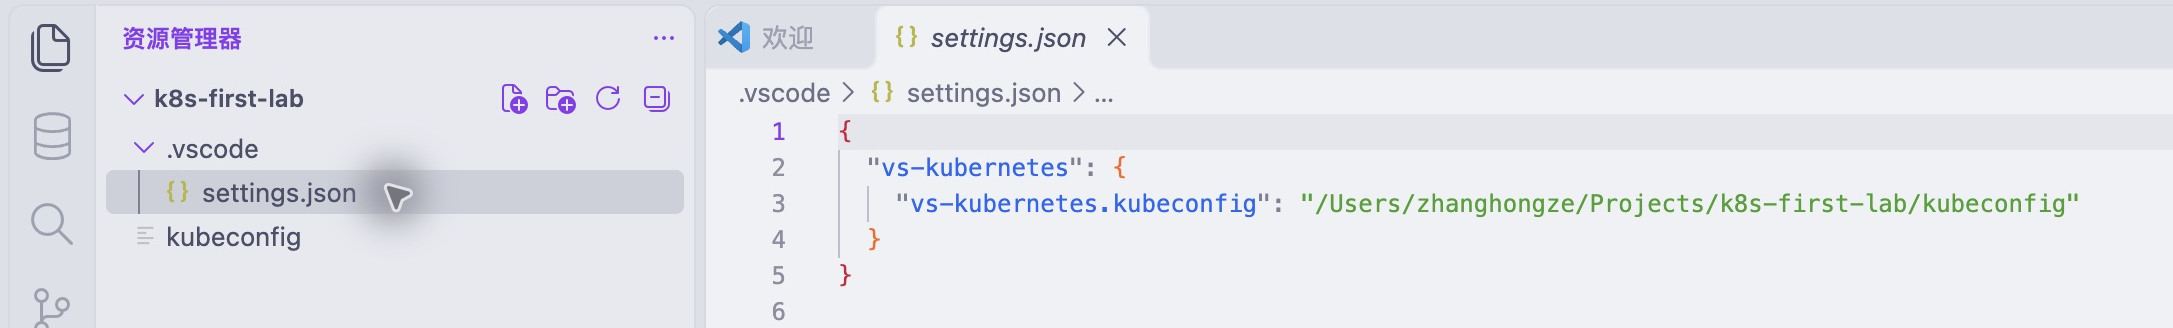 资源管理器
k8s-first-lab
.vscode
settings.json
kubeconfig
欢迎
settings.json
.vscode > {} settings.json > ...
1 {
2   "vs-kubernetes": {
3     "vs-kubernetes.kubeconfig": "/Users/zhanghongze/Projects/k8s-first-lab/kubeconfig"
4   }
5 }
6